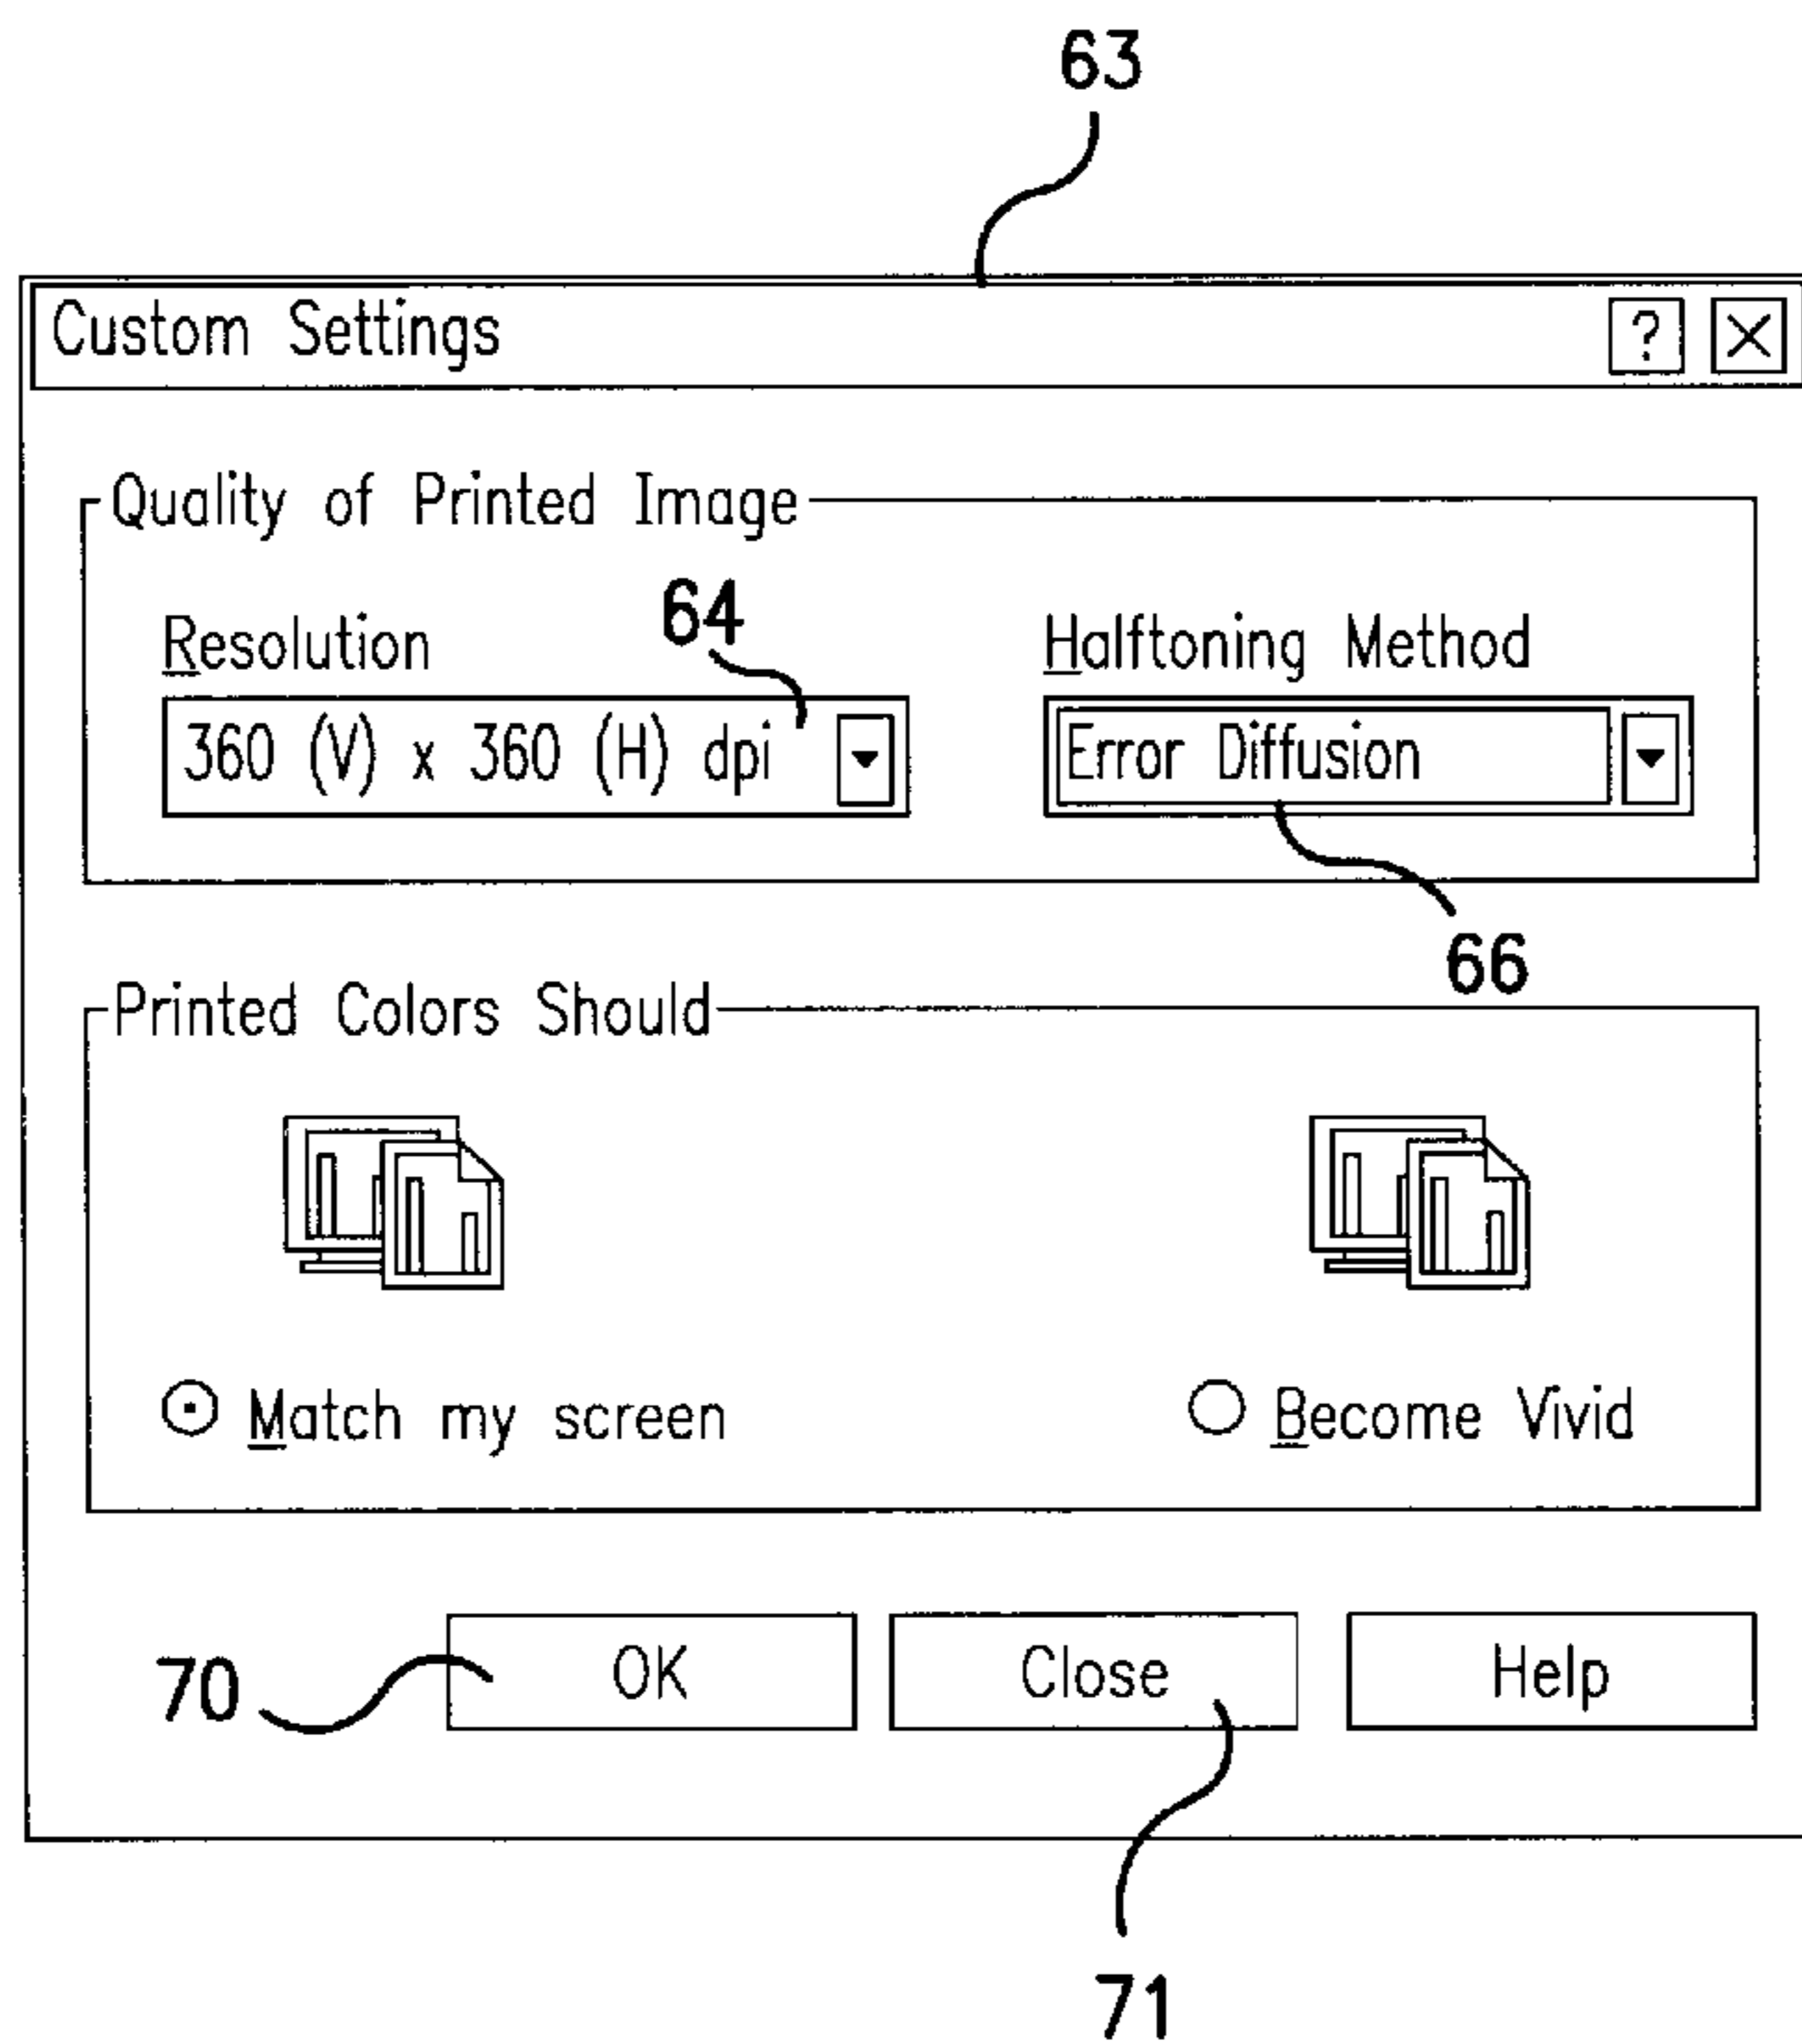 63
Custom Settings ?
Quality of Printed Image
64
Resolution Halftoning Method
360 (V) x 360 (H) dpi Error Diffusion
66
Printed Colors Should
Match my screen Become Vivid
70 OK Close Help
71